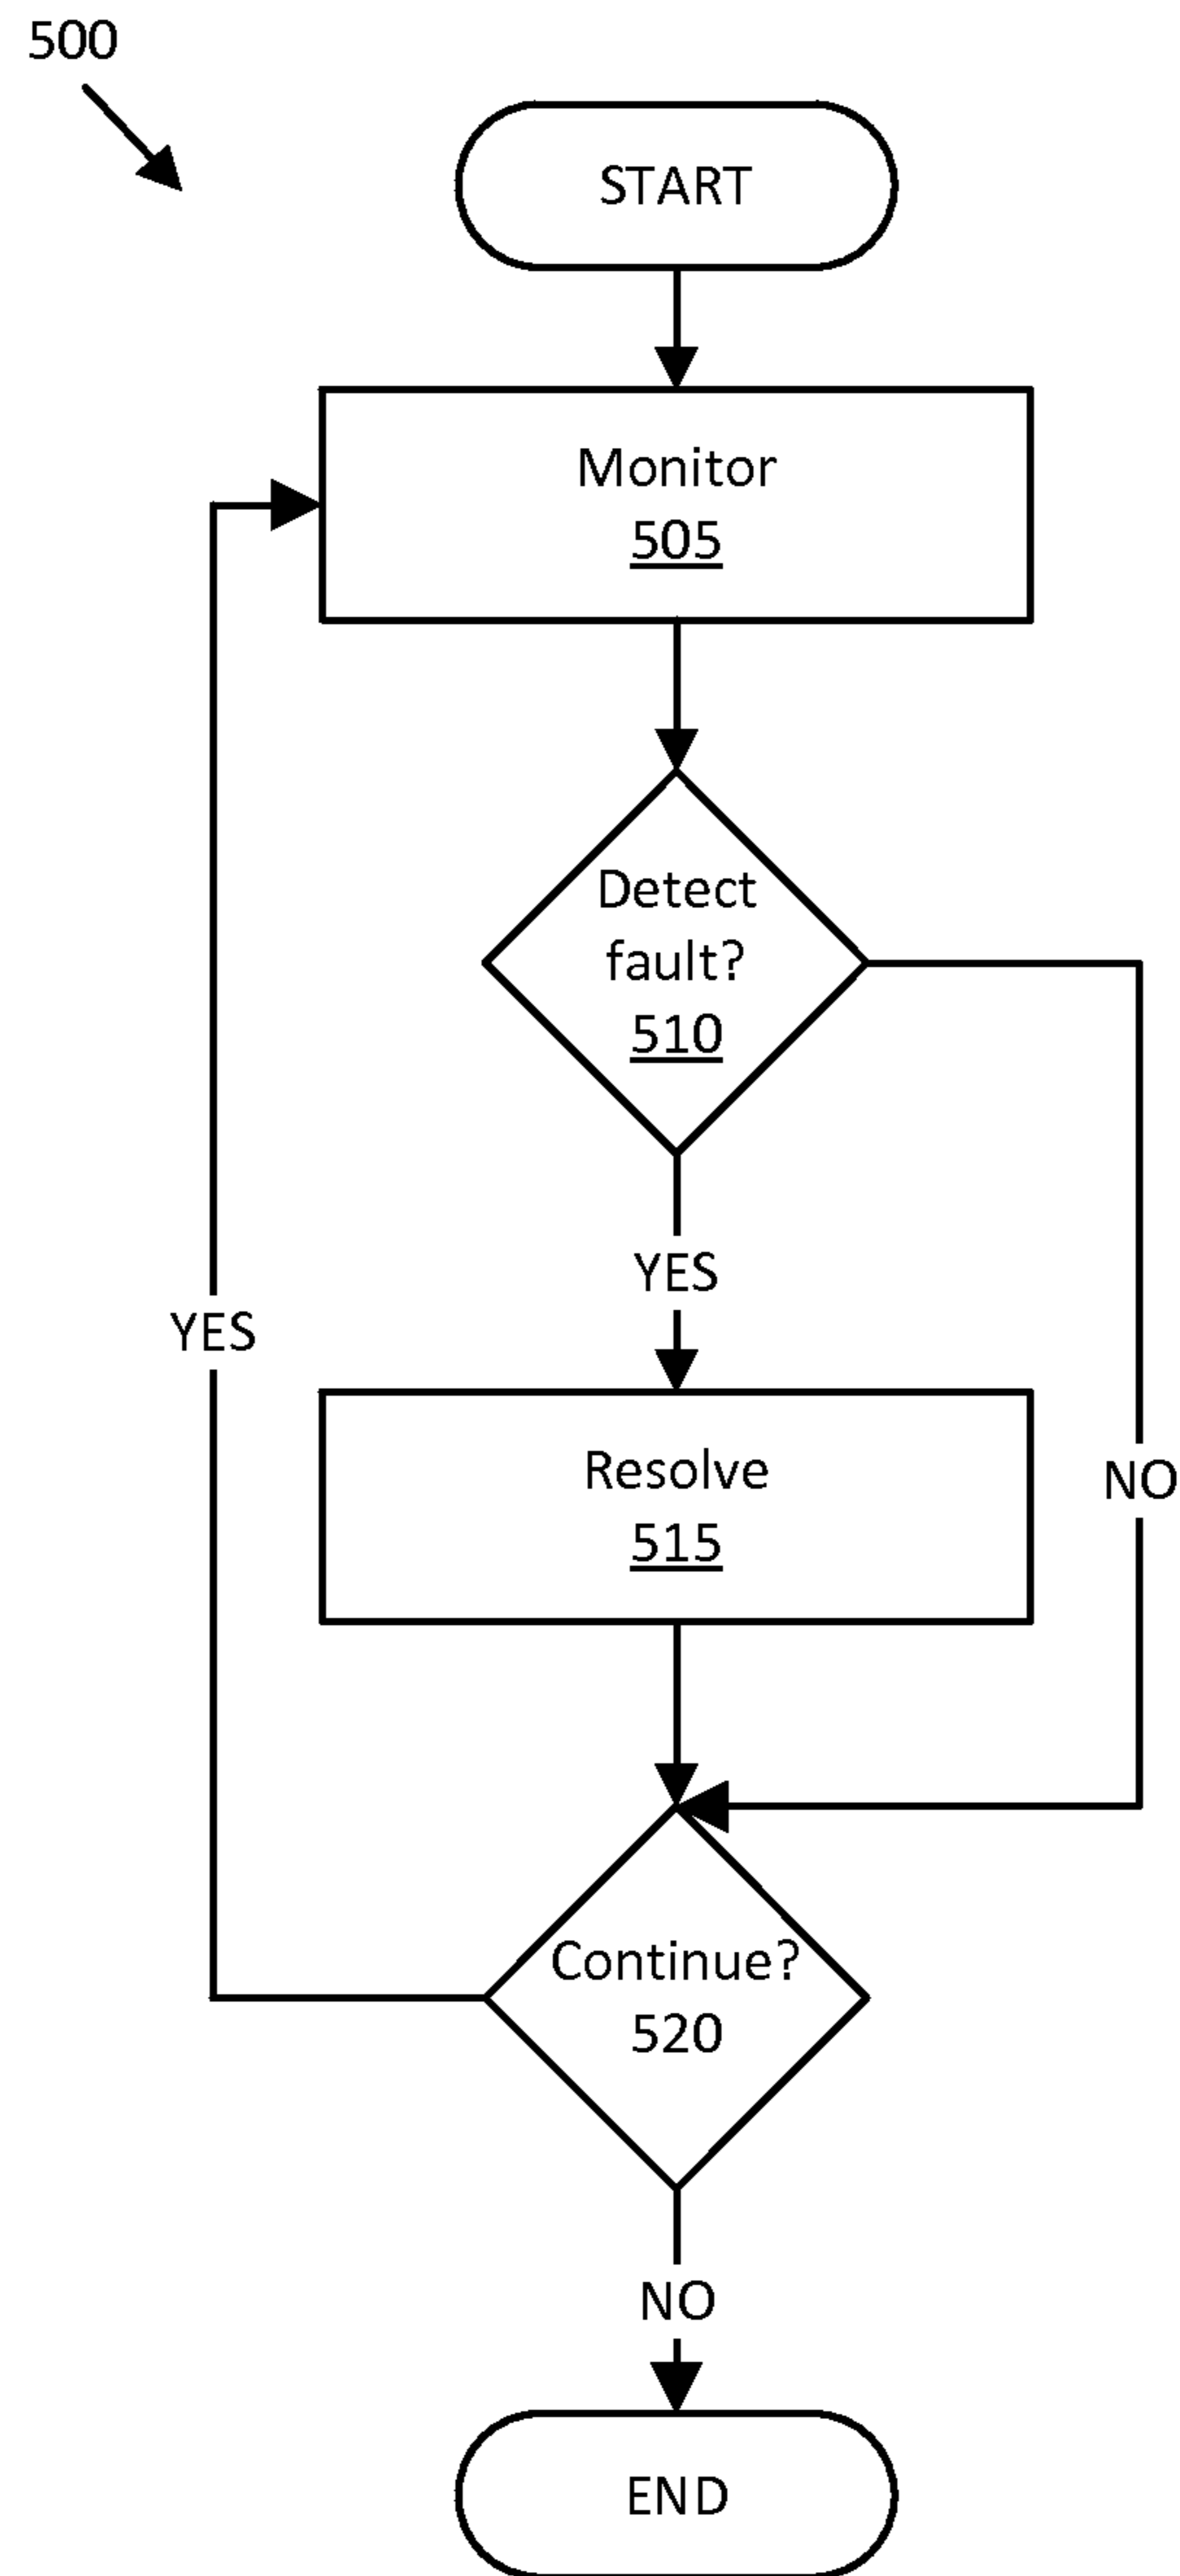 500
START
Monitor
505
Detect
fault?
510
YES
YES
Resolve
515
NO
Continue?
520
NO
END